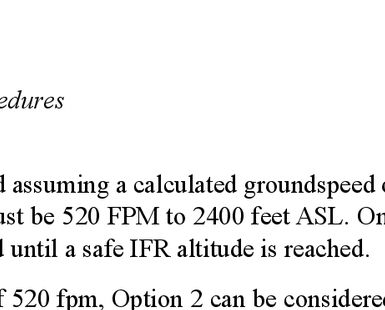 edures
d assuming a calculated groundspeed
ust be 520 FPM to 2400 feet ASL. On
d until a safe IFR altitude is reached.
f 520 fpm, Option 2 can be considered